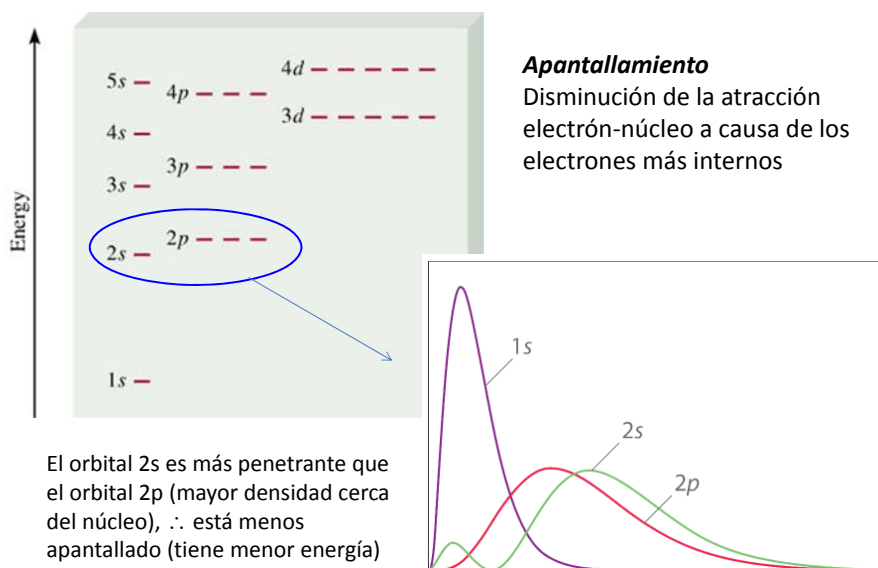 Energy
5s
4p
4d
4s
3d
3s
3p
2s
2p
1s
Apantallamiento
Disminución de la atracción
electrón-núcleo a causa de los
electrones más internos
1s
2s
2p
El orbital 2s es más penetrante que
el orbital 2p (mayor densidad cerca
del núcleo), ∴ está menos
apantallado (tiene menor energía)